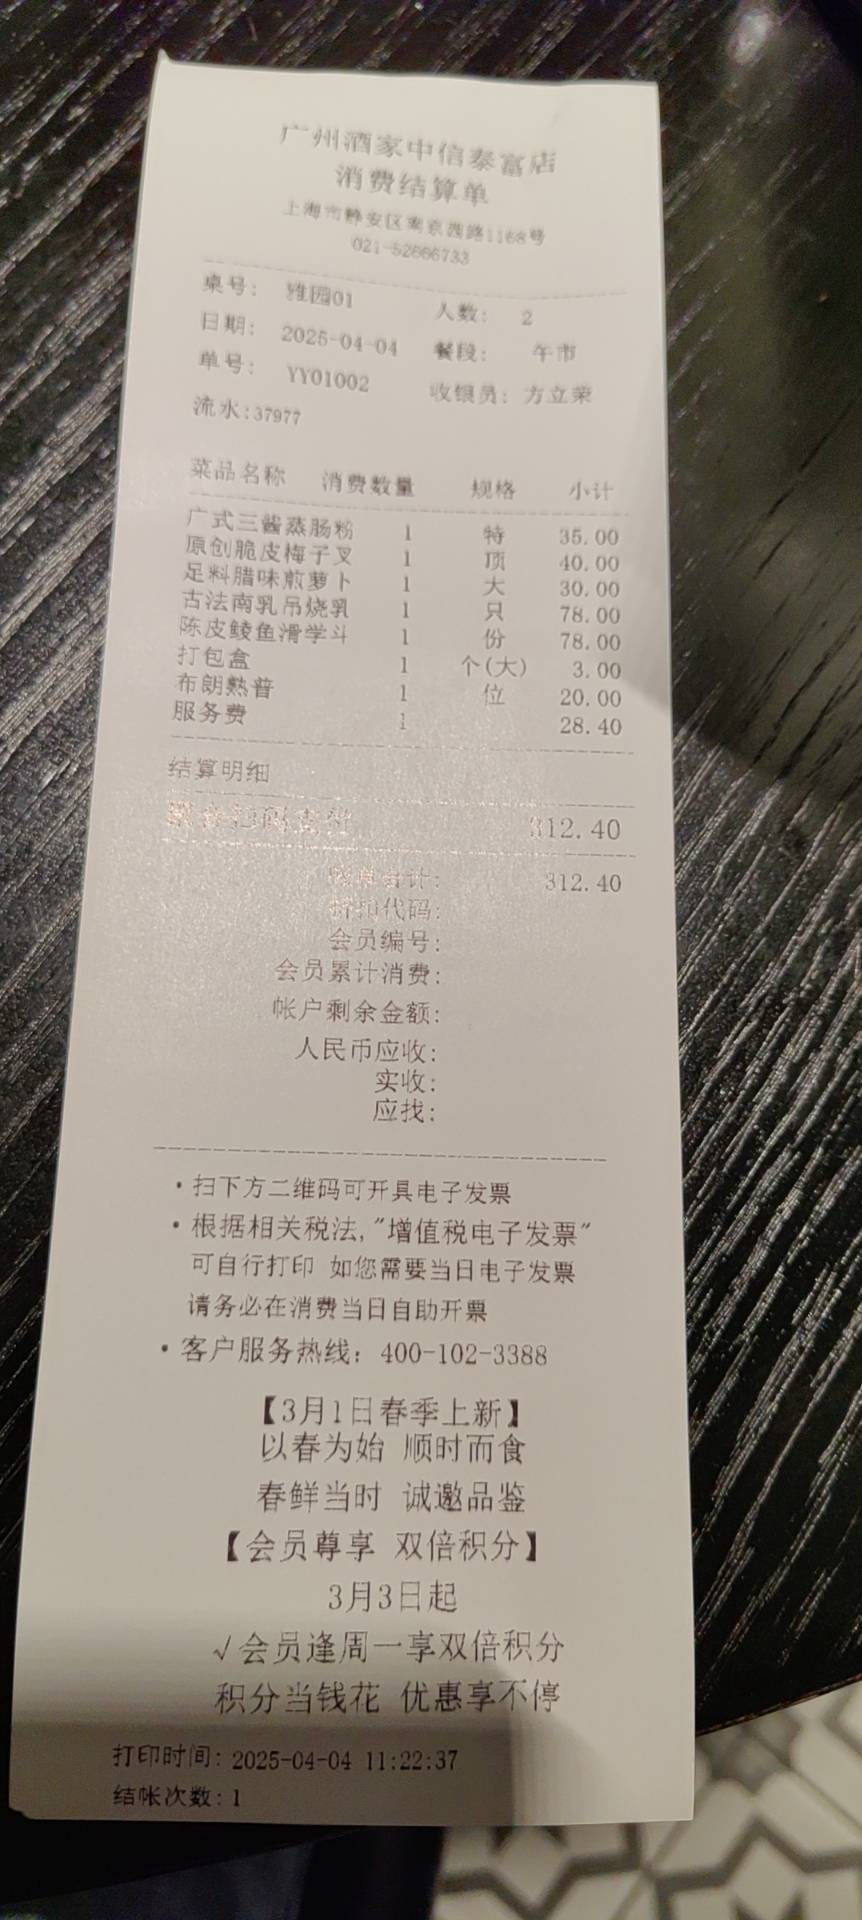 广州酒家中信泰富店
消费结算单
上海市静安区南京西路1168号
021-52666733
桌号: 雅园01 人数: 2
日期: 2025-04-04 餐段: 午市
单号: YY01002 收银员: 方立荣
流水:37977
菜品名称 消费数量 规格 小计
广式三酱蒸肠粉 1 特 35.00
原创脆皮梅子叉 1 顶 40.00
足料腊味煎萝卜 1 大 30.00
古法南乳吊烧乳 1 只 78.00
陈皮鲮鱼滑学斗 1 份 78.00
打包盒 1 个(大) 3.00
布朗熟普 1 位 20.00
服务费 1 28.40
结算明细
312.40
合计: 312.40
折扣代码:
会员编号:
会员累计消费:
帐户剩余金额:
人民币应收:
实收:
应找:
·扫下方二维码可开具电子发票
·根据相关税法,"增值税电子发票"
可自行打印 如您需要当日电子发票
请务必在消费当日自助开票
·客户服务热线: 400-102-3388
【3月1日春季上新】
以春为始 顺时而食
春鲜当时 诚邀品鉴
【会员尊享 双倍积分】
3月3日起
√会员逢周一享双倍积分
积分当钱花 优惠享不停
打印时间: 2025-04-04 11:22:37
结帐次数: 1